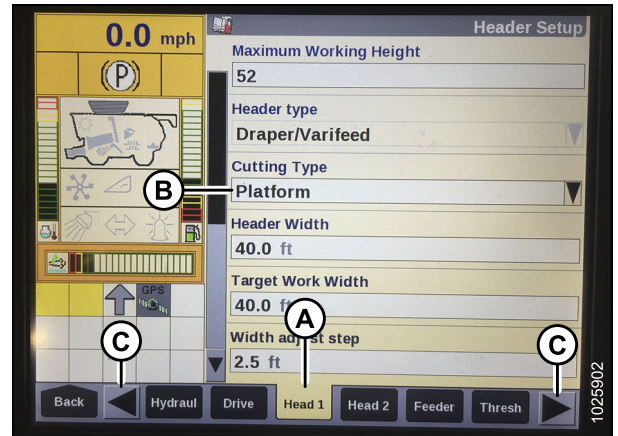 0.0 mph
(P)
GPS
Header Setup
Maximum Working Height
52
Header type
Draper/Varifeed
Cutting Type
Platform
B
Header Width
40.0 ft
Target Work Width
40.0 ft
A
Width adjust step
2.5 ft
C
C
Back
Hydraul
Drive
Head 1
Head 2
Feeder
Thresh
1025902